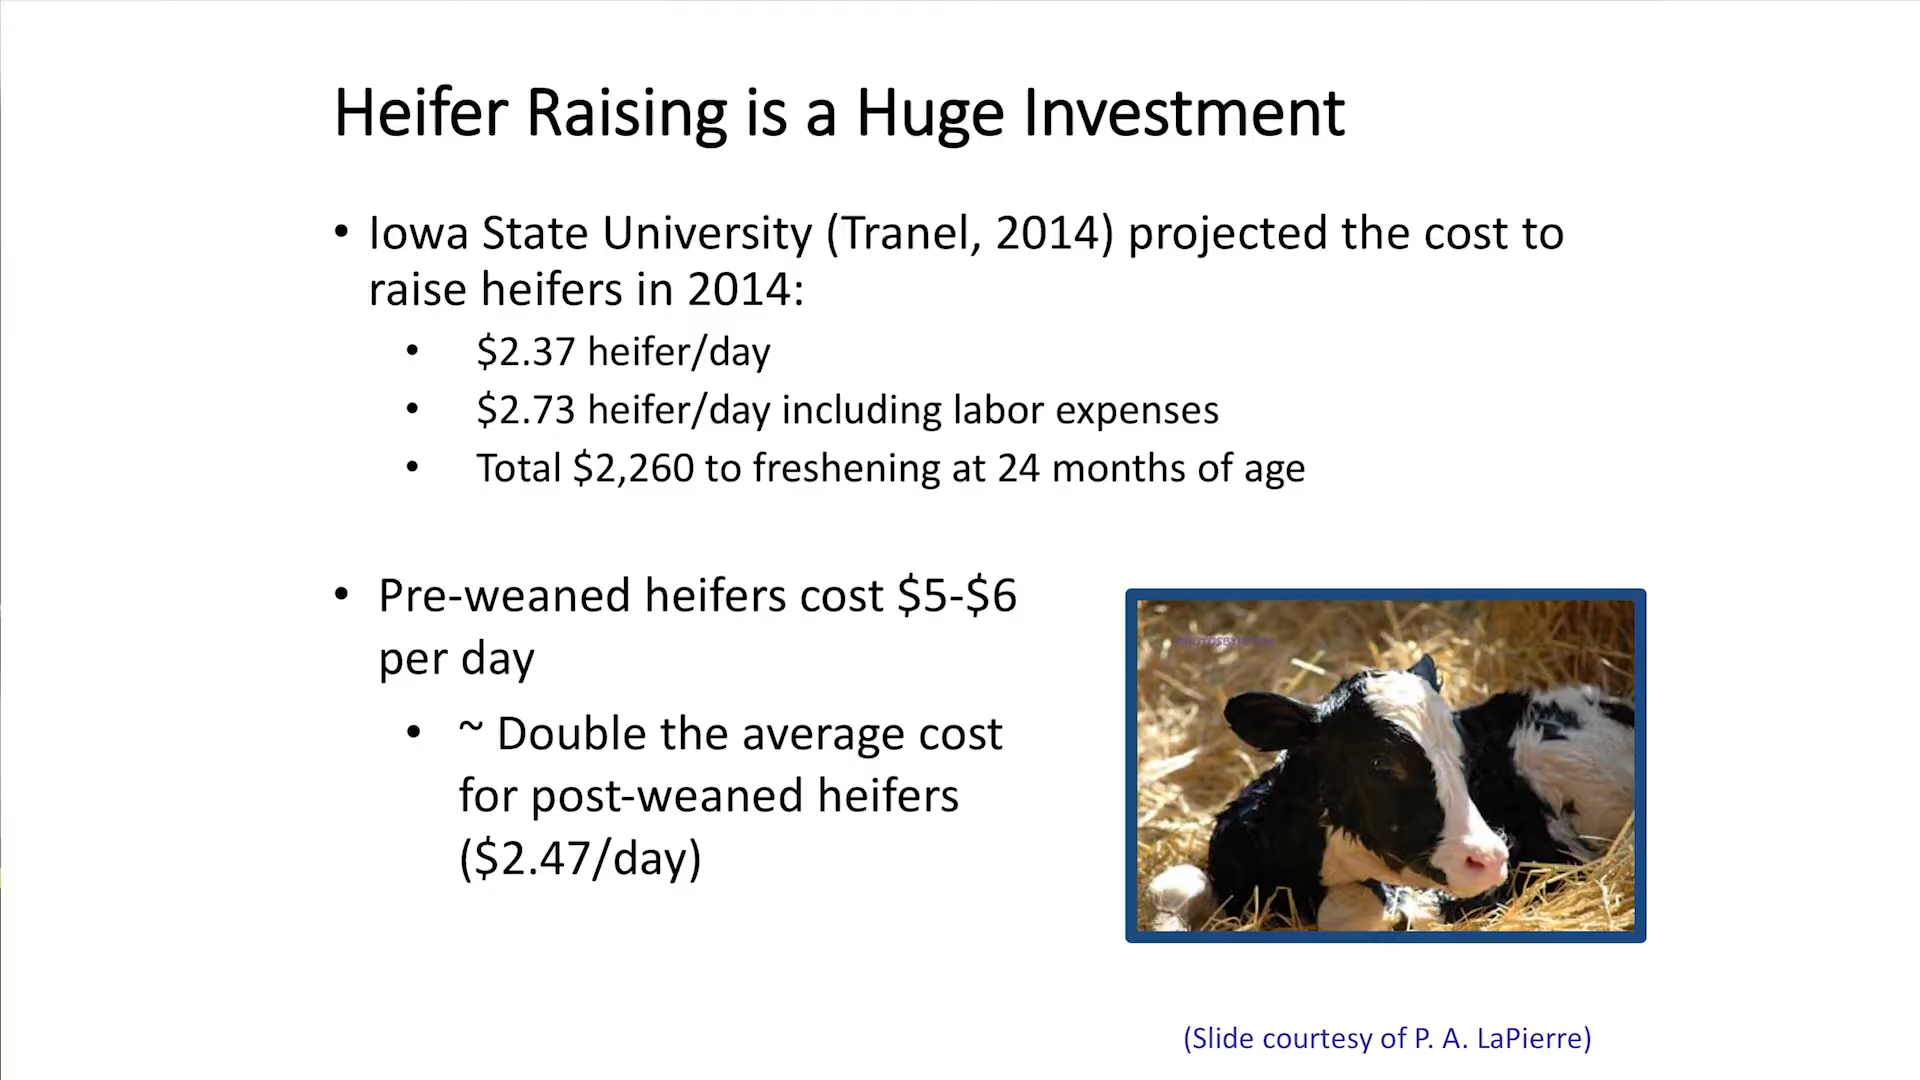 Heifer Raising is a Huge Investment
• Iowa State University (Tranel, 2014) projected the cost to
raise heifers in 2014:
• $2.37 heifer/day
• $2.73 heifer/day including labor expenses
• Total $2,260 to freshening at 24 months of age
• Pre-weaned heifers cost $5-$6
per day
• ~ Double the average cost
for post-weaned heifers
($2.47/day)
(Slide courtesy of P. A. LaPierre)